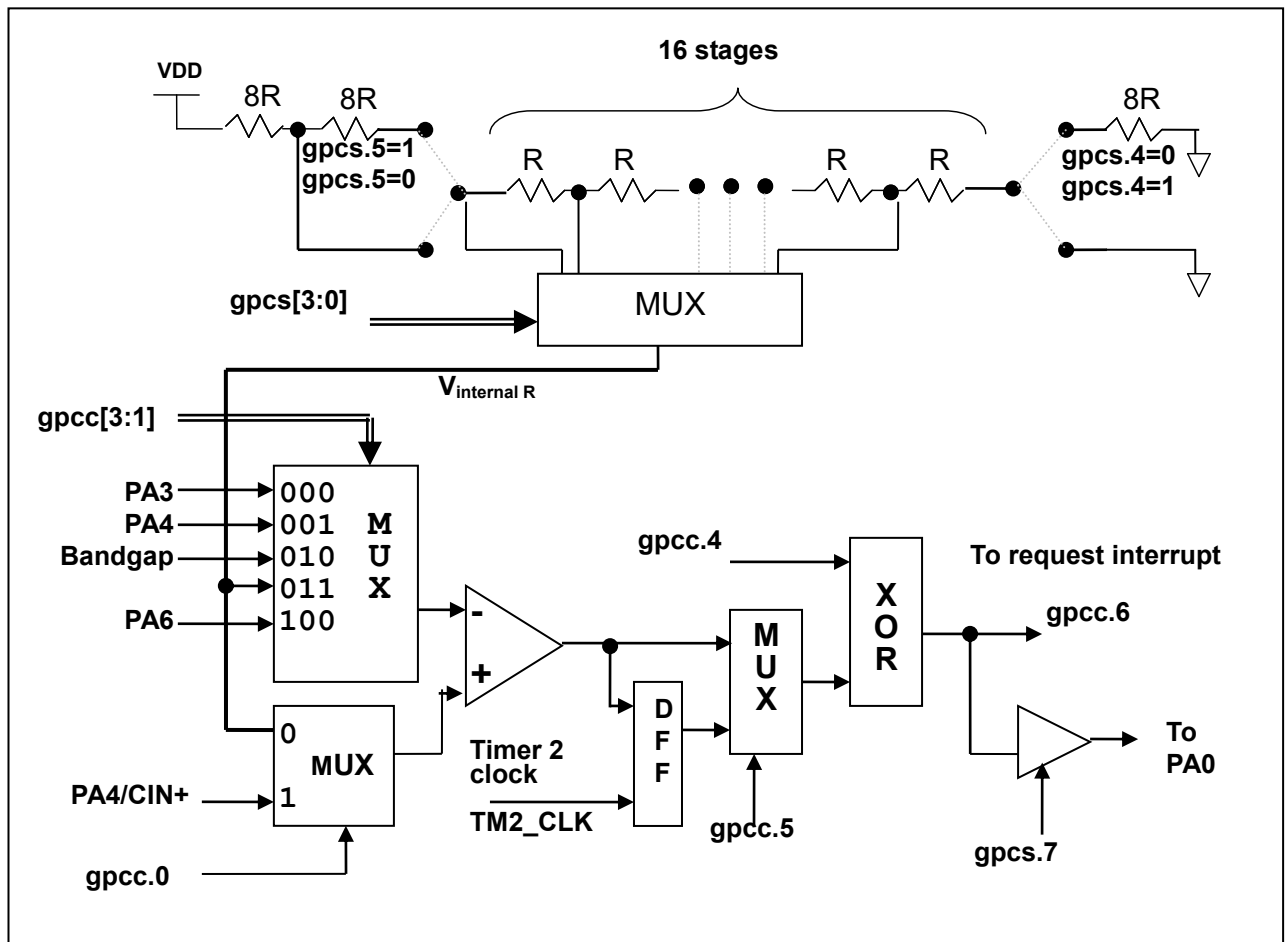 16 stages
VDD
8R
8R
8R
gpcs.5=1
gpcs.5=0
R
R
R
R
gpcs.4=0
gpcs.4=1
gpcs[3:0]
MUX
Vinternal R
gpcc[3:1]
PA3
000
PA4
001
Bandgap
010
011
PA6
100
M
U
X
gpcc.4
To request interrupt
X
O
R
gpcc.6
-
+
M
U
X
D
F
F
0
MUX
1
PA4/CIN+
Timer 2
clock
TM2_CLK
gpcc.5
To
PA0
gpcs.7
gpcc.0